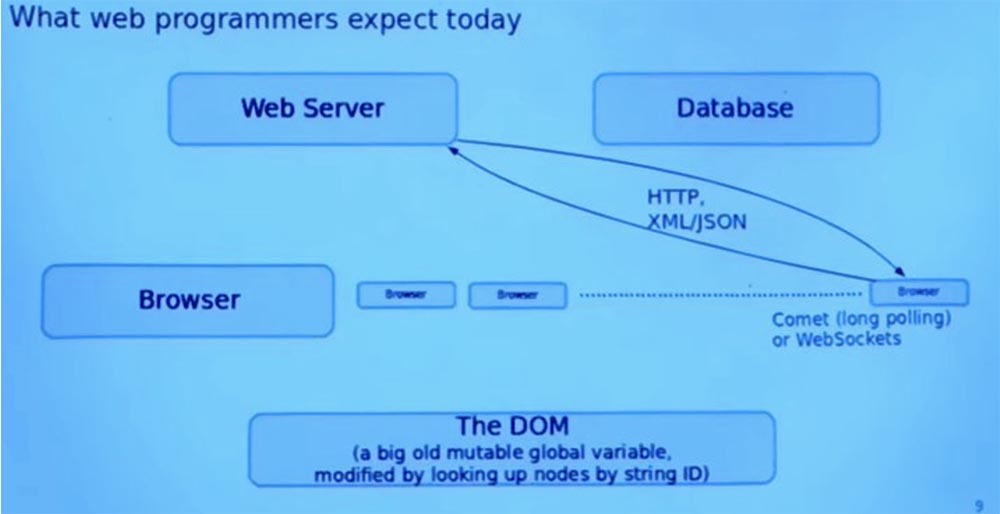 What web programmers expect today
Web Server
Database
HTTP,
XML/JSON
Browser
Browser
Browser
Browser
Comet (long polling)
or WebSockets
The DOM
(a big old mutable global variable,
modified by looking up nodes by string ID)
9